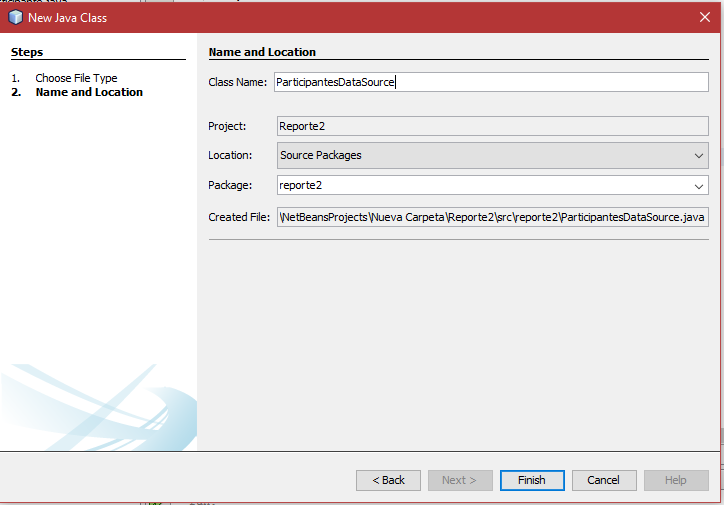 New Java Class
Steps
1. Choose File Type
2. Name and Location
Name and Location
Class Name: ParticipantesDataSource
Project: Reporte2
Location: Source Packages
Package: reporte2
Created File: \NetBeansProjects\Nueva Carpeta\Reporte2\src\reporte2\ParticipantesDataSource.java
< Back Next > Finish Cancel Help